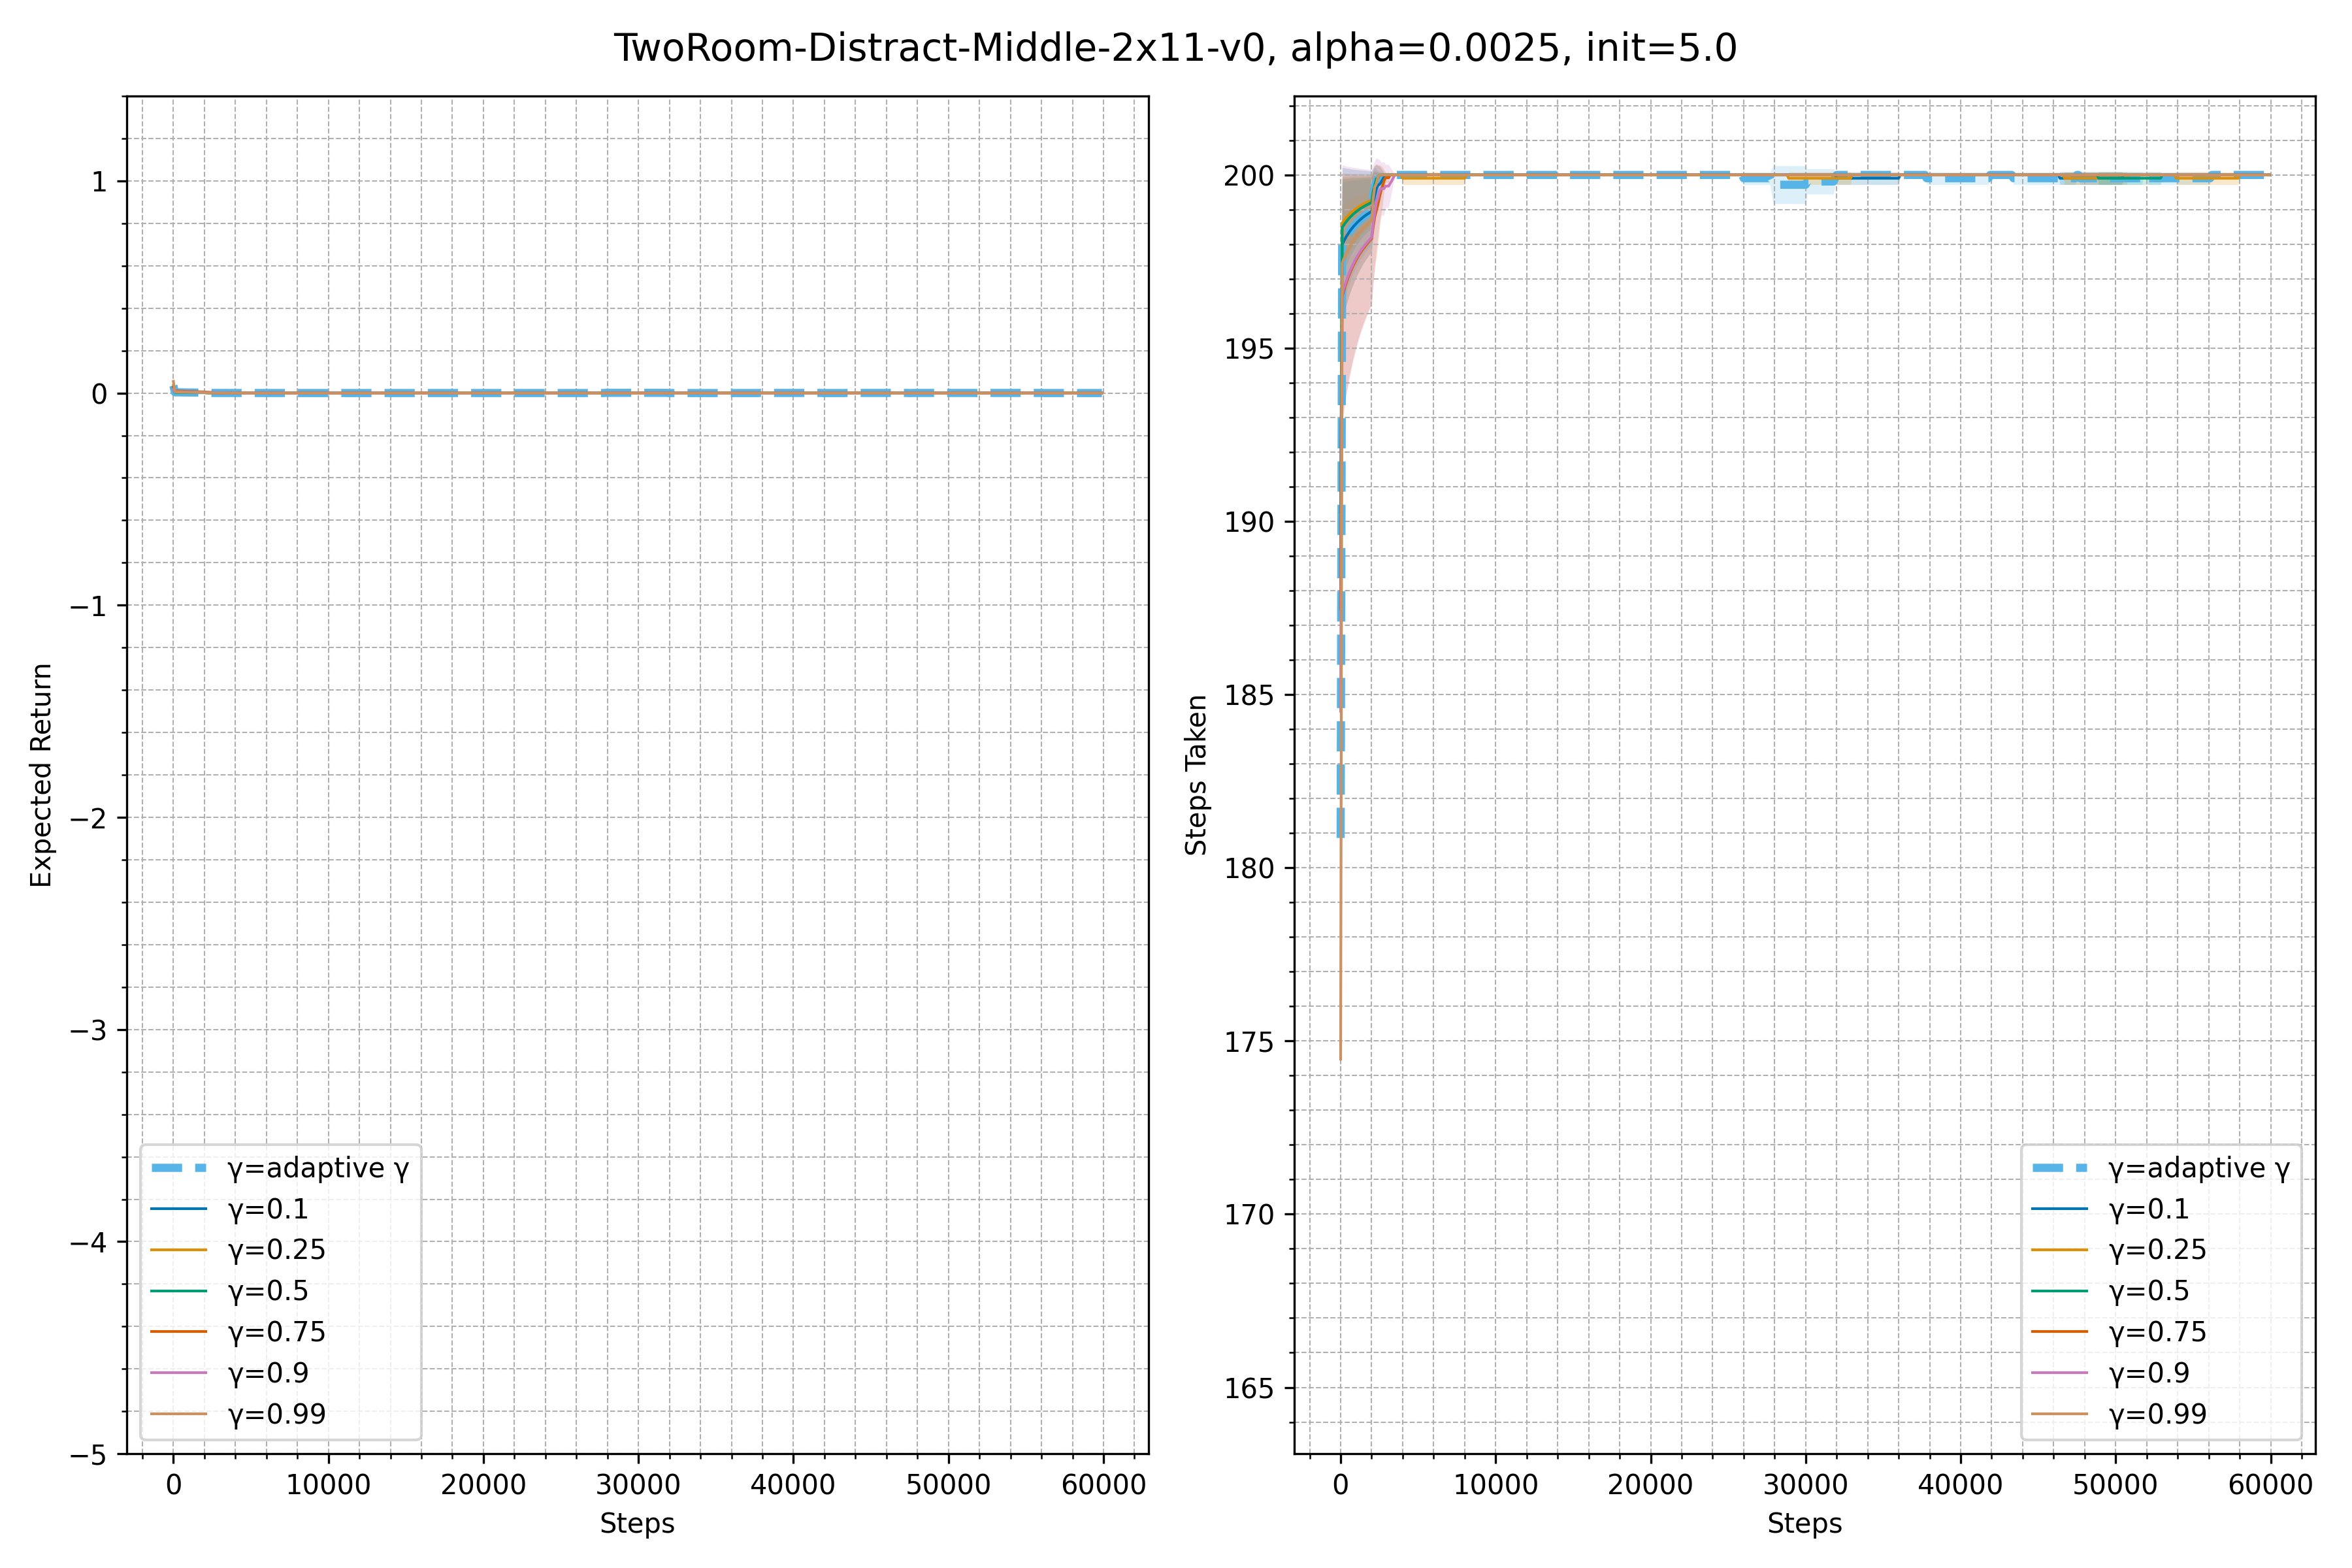 TwoRoom-Distract-Middle-2x11-v0, alpha=0.0025, init=5.0
Expected Return
1
0
−1
−2
−3
−4
−5
0 10000 20000 30000 40000 50000 60000
Steps
γ=adaptive γ
γ=0.1
γ=0.25
γ=0.5
γ=0.75
γ=0.9
γ=0.99
Steps Taken
200
195
190
185
180
175
170
165
0 10000 20000 30000 40000 50000 60000
Steps
γ=adaptive γ
γ=0.1
γ=0.25
γ=0.5
γ=0.75
γ=0.9
γ=0.99